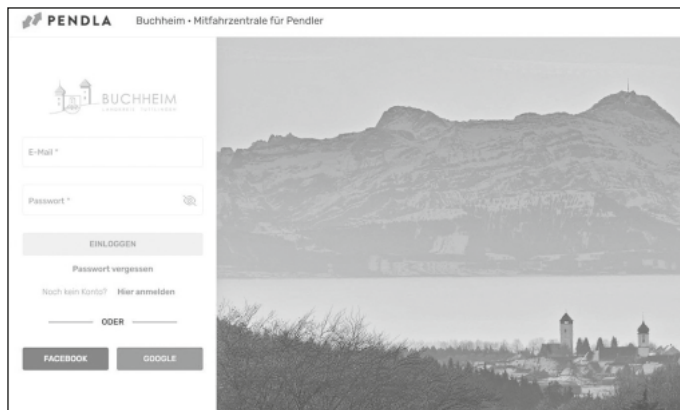 PENDLA
Buchheim • Mitfahrzentrale für Pendler
BUCHHEIM
E-Mail *
Passwort *
EINLOGGEN
Passwort vergessen
Noch kein Konto? Hier anmelden
ODER
FACEBOOK GOOGLE